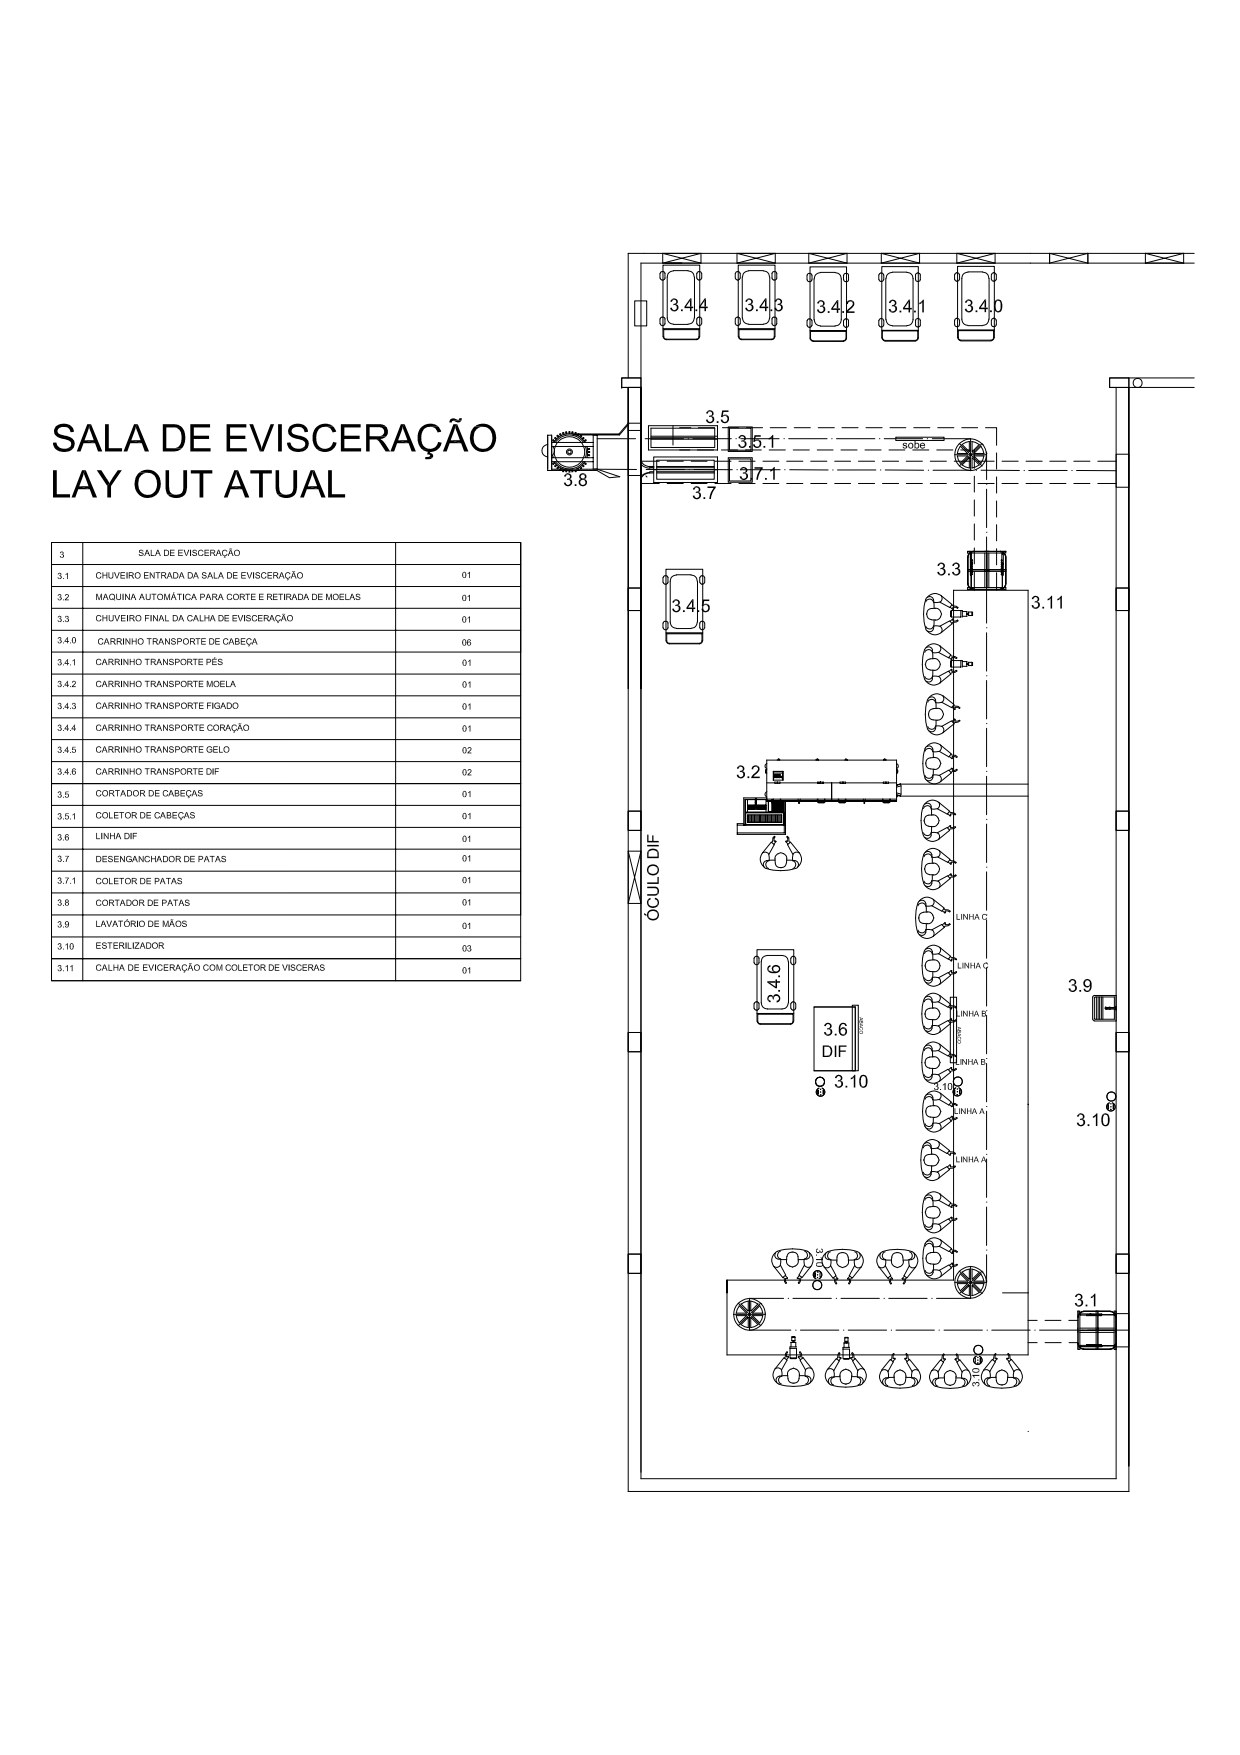 SALA DE EVISCERAÇÃO
LAY OUT ATUAL
3 SALA DE EVISCERAÇÃO
3.1 CHUVEIRO ENTRADA DA SALA DE EVISCERAÇÃO 01
3.2 MAQUINA AUTOMÁTICA PARA CORTE E RETIRADA DE MOELAS 01
3.3 CHUVEIRO FINAL DA CALHA DE EVISCERAÇÃO 01
3.4.0 CARRINHO TRANSPORTE DE CABEÇA 06
3.4.1 CARRINHO TRANSPORTE PÉS 01
3.4.2 CARRINHO TRANSPORTE MOELA 01
3.4.3 CARRINHO TRANSPORTE FIGADO 01
3.4.4 CARRINHO TRANSPORTE CORAÇÃO 01
3.4.5 CARRINHO TRANSPORTE GELO 02
3.4.6 CARRINHO TRANSPORTE DIF 02
3.5 CORTADOR DE CABEÇAS 01
3.5.1 COLETOR DE CABEÇAS 01
3.6 LINHA DIF 01
3.7 DESENGANCHADOR DE PATAS 01
3.7.1 COLETOR DE PATAS 01
3.8 CORTADOR DE PATAS 01
3.9 LAVATÓRIO DE MÃOS 01
3.10 ESTERILIZADOR 03
3.11 CALHA DE EVICERAÇÃO COM COLETOR DE VISCERAS 01
3.4.4 3.4.3 3.4.2 3.4.1 3.4.0
3.5
3.5.1
sobe
3.8
3.7.1
3.7
3.3
3.4.5
3.11
3.2
ÓCULO DIF
LINHA C
LINHA C
3.4.6
3.9
LINHA B
ABACO
3.6
DIF
ABACO
LINHA B
3.10
3.10
LINHA A
3.10
LINHA A
3.10
3.1
3.10